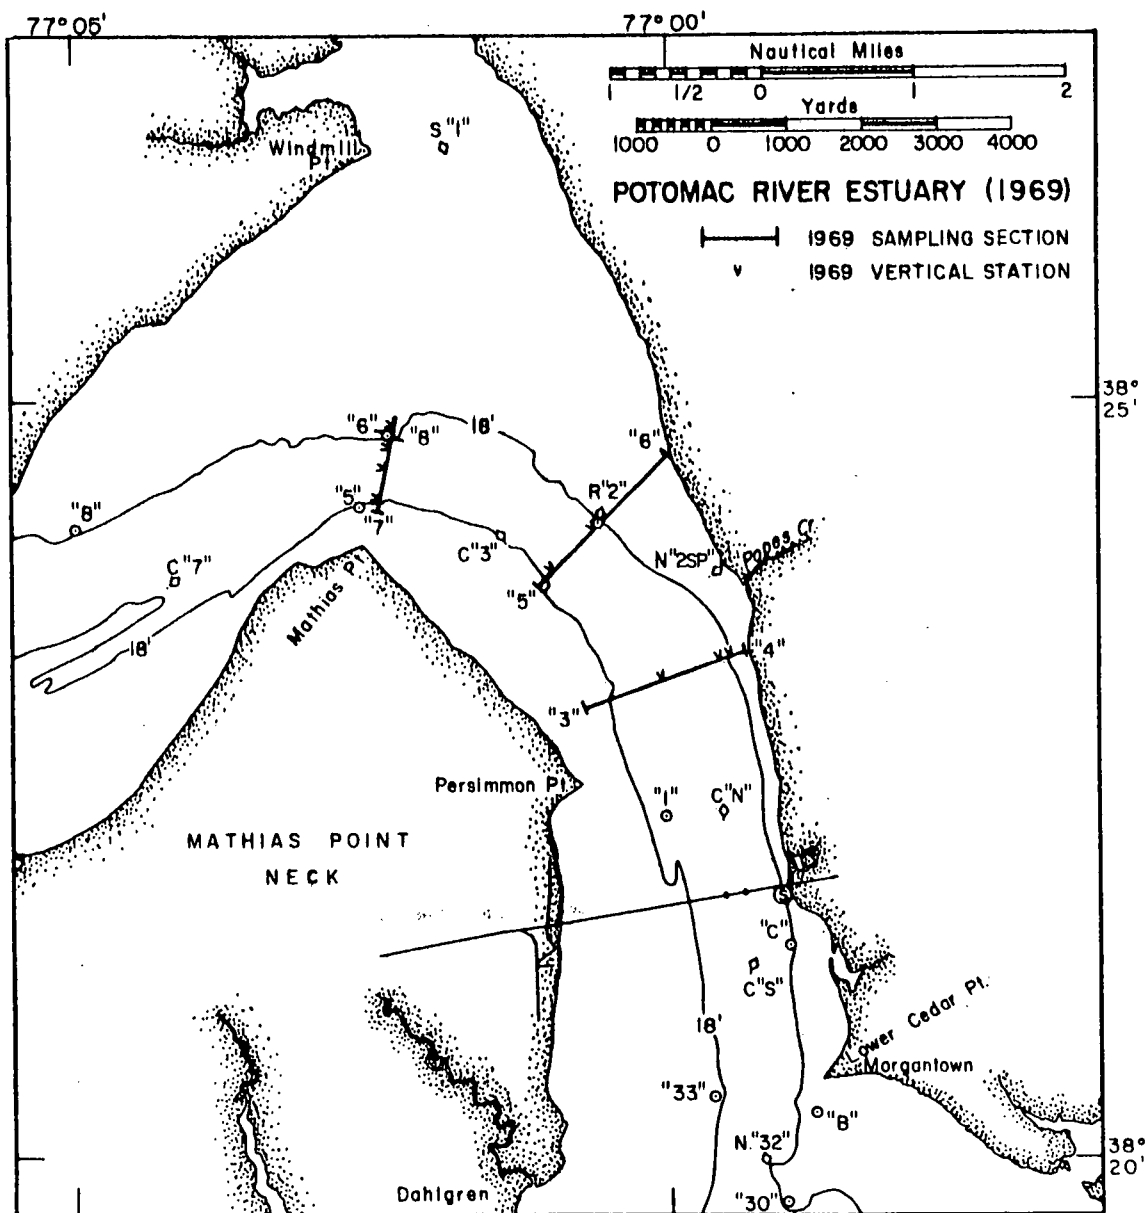 77° 05'
77° 00'
Nautical Miles
1 1/2 0 1 2
Yards
1000 0 1000 2000 3000 4000
POTOMAC RIVER ESTUARY (1969)
1969 SAMPLING SECTION
1969 VERTICAL STATION
S "1"
Windmill
Pt.
38°
25'
"6"
"8"
18'
"6"
"8"
"5"
"7"
R "2"
C "3"
C "7"
N "2SP"
Popes Cr.
"5"
Mathias Pt.
18'
"4"
"3"
Persimmon Pt.
"1"
C "N"
MATHIAS POINT
NECK
S
"C"
C "S"
Lower Cedar Pt.
18'
Morgantown
"33"
"B"
N. "32"
38°
20'
Dahlgren
"30"